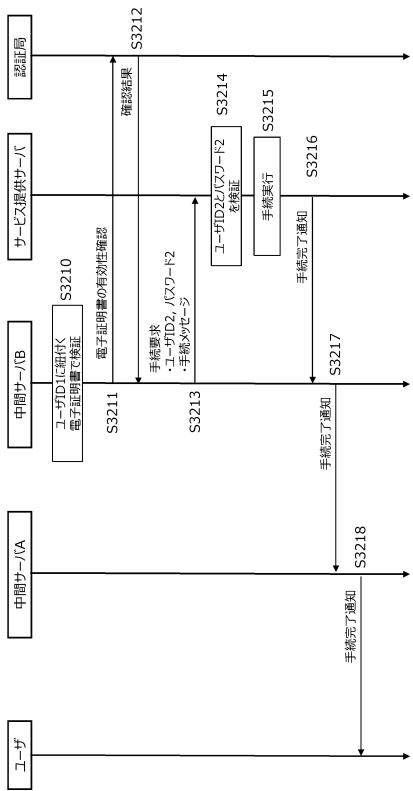 ユーザ
中間サーバA
中間サーバB
サービス提供サーバ
認証局
S3210
ユーザID1に紐付く
電子証明書で検証
電子証明書の有効性確認
S3211
S3212
確認結果
手続要求
・ユーザID2, パスワード2
・手続メッセージ
S3213
S3214
ユーザID2とパスワード2
を検証
S3215
手続実行
S3216
手続完了通知
S3217
手続完了通知
S3218
手続完了通知